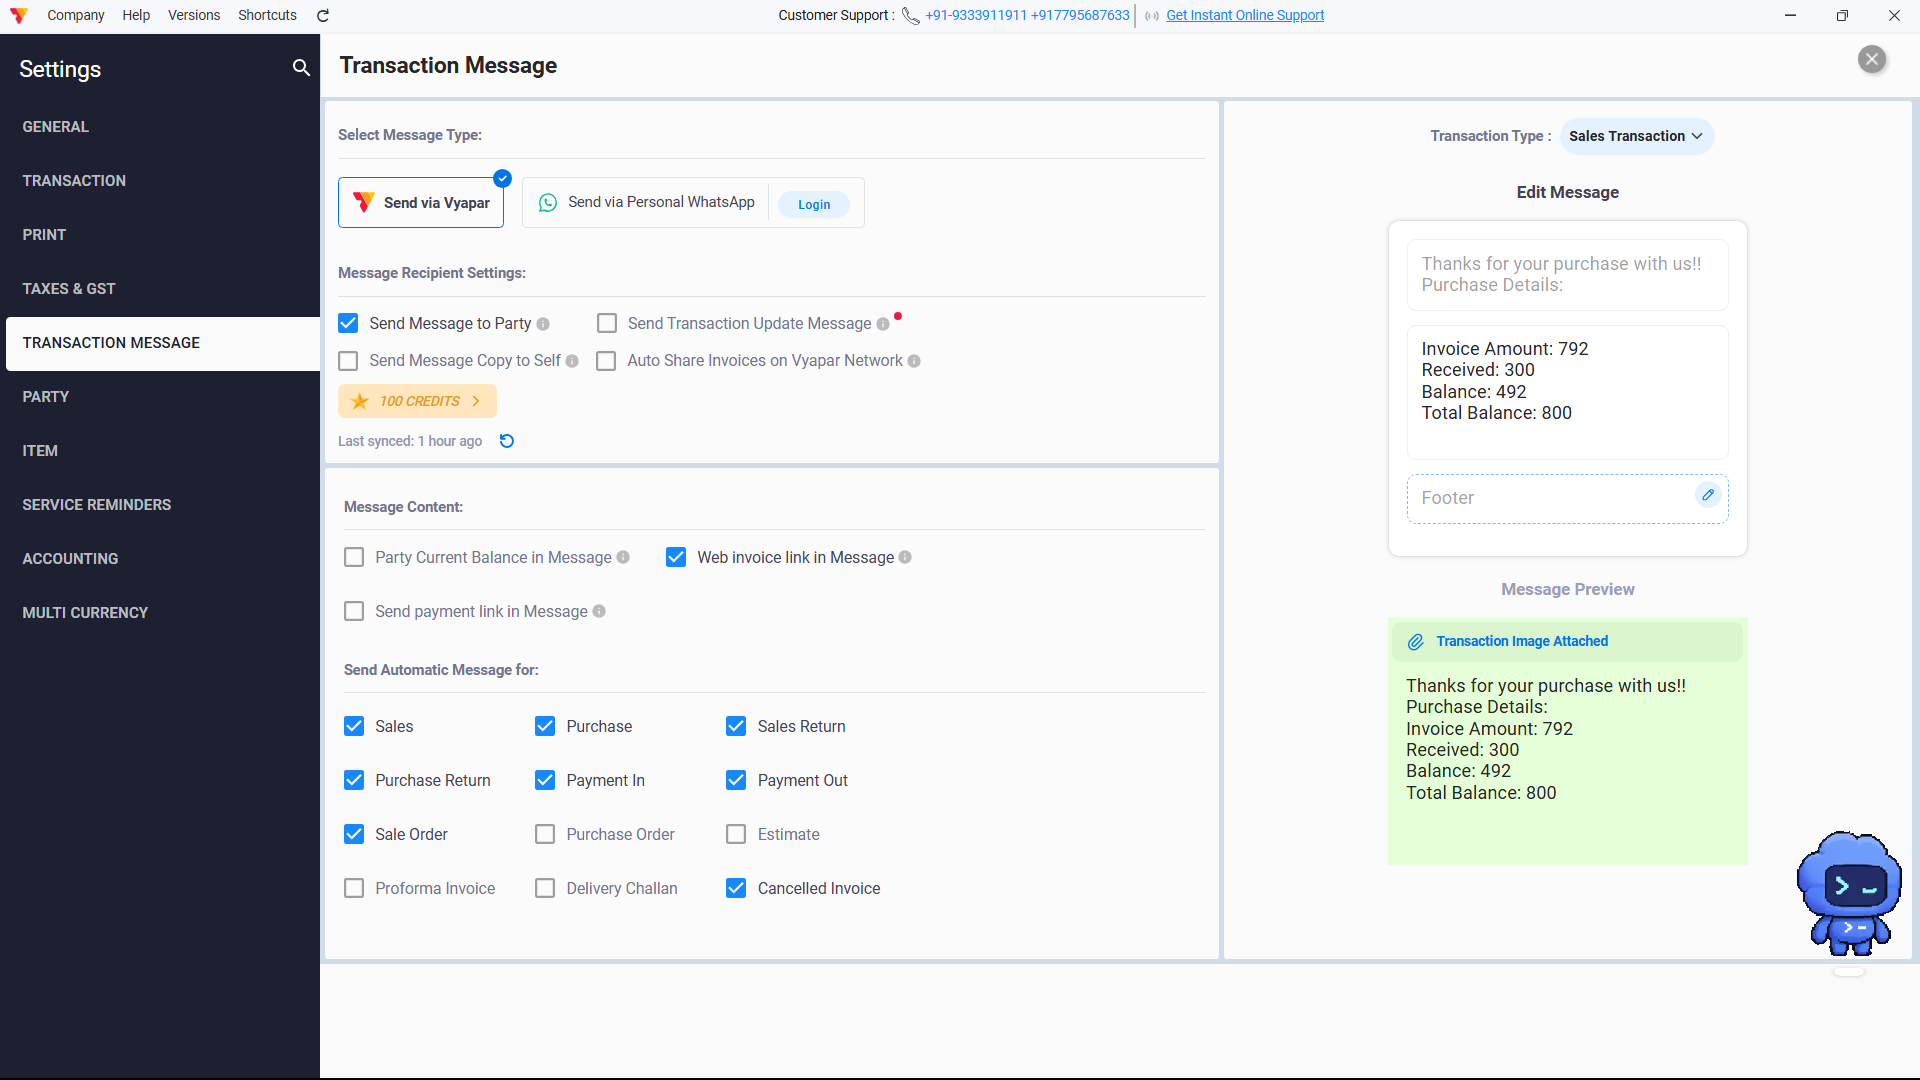 Company Help Versions Shortcuts
Customer Support : +91-9333911911 +917795687633 Get Instant Online Support
Settings
GENERAL
TRANSACTION
PRINT
TAXES & GST
TRANSACTION MESSAGE
PARTY
ITEM
SERVICE REMINDERS
ACCOUNTING
MULTI CURRENCY
Transaction Message
Select Message Type:
Send via Vyapar
Send via Personal WhatsApp Login
Message Recipient Settings:
Send Message to Party Send Transaction Update Message
Send Message Copy to Self Auto Share Invoices on Vyapar Network
100 CREDITS
Last synced: 1 hour ago
Message Content:
Party Current Balance in Message Web invoice link in Message
Send payment link in Message
Send Automatic Message for:
Sales Purchase Sales Return
Purchase Return Payment In Payment Out
Sale Order Purchase Order Estimate
Proforma Invoice Delivery Challan Cancelled Invoice
Transaction Type : Sales Transaction
Edit Message
Thanks for your purchase with us!!
Purchase Details:
Invoice Amount: 792
Received: 300
Balance: 492
Total Balance: 800
Footer
Message Preview
Transaction Image Attached
Thanks for your purchase with us!!
Purchase Details:
Invoice Amount: 792
Received: 300
Balance: 492
Total Balance: 800